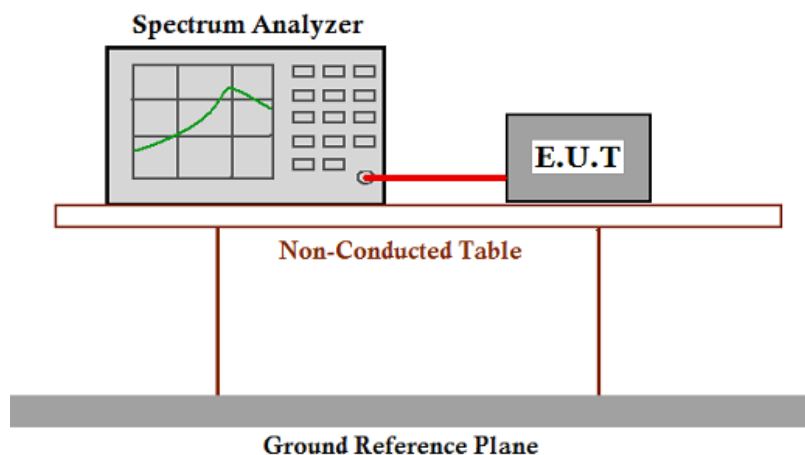 Spectrum Analyzer
E.U.T
Non-Conducted Table
Ground Reference Plane